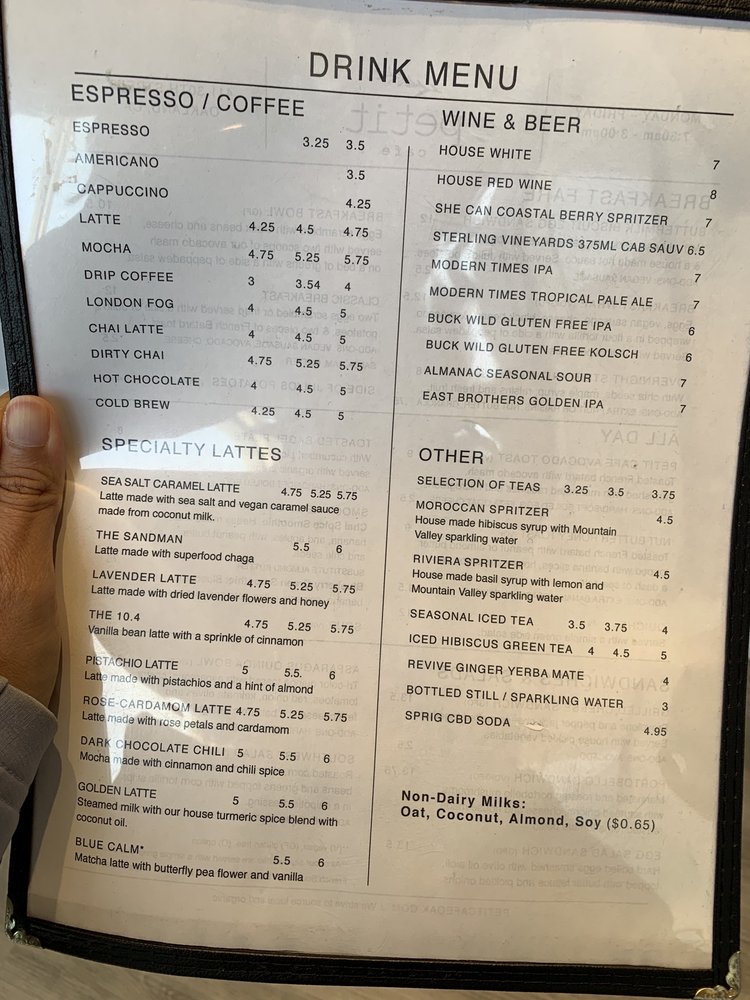 DRINK MENU
ESPRESSO / COFFEE
ESPRESSO 3.25 3.5
AMERICANO 3.5
CAPPUCCINO 4.25
LATTE 4.25 4.5 4.75
MOCHA 4.75 5.25 5.75
DRIP COFFEE 3 3.54 4
LONDON FOG 4 4.5 5
CHAI LATTE 4 4.5 5
DIRTY CHAI 4.75 5.25 5.75
HOT CHOCOLATE 4 4.5 5
COLD BREW 4.25 4.5 5
SPECIALTY LATTES
SEA SALT CARAMEL LATTE 4.75 5.25 5.75
Latte made with sea salt and vegan caramel sauce
made from coconut milk.
THE SANDMAN 5.5 6
Latte made with superfood chaga
LAVENDER LATTE 4.75 5.25 5.75
Latte made with dried lavender flowers and honey
THE 10.4 4.75 5.25 5.75
Vanilla bean latte with a sprinkle of cinnamon
PISTACHIO LATTE 5 5.5. 6
Latte made with pistachios and a hint of almond
ROSE-CARDAMOM LATTE 4.75 5.25 5.75
Latte made with rose petals and cardamom
DARK CHOCOLATE CHILI 5 5.5 6
Mocha made with cinnamon and chili spice
GOLDEN LATTE 5 5.5 6
Steamed milk with our house turmeric spice blend with
coconut oil.
BLUE CALM* 5.5 6
Matcha latte with butterfly pea flower and vanilla
WINE & BEER
HOUSE WHITE 7
HOUSE RED WINE 8
SHE CAN COASTAL BERRY SPRITZER 7
STERLING VINEYARDS 375ML CAB SAUV 6.5
MODERN TIMES IPA 7
MODERN TIMES TROPICAL PALE ALE 7
BUCK WILD GLUTEN FREE IPA 6
BUCK WILD GLUTEN FREE KOLSCH 6
ALMANAC SEASONAL SOUR 7
EAST BROTHERS GOLDEN IPA 7
OTHER
SELECTION OF TEAS 3.25 3.5 3.75
MOROCCAN SPRITZER 4.5
House made hibiscus syrup with Mountain
Valley sparkling water
RIVIERA SPRITZER 4.5
House made basil syrup with lemon and
Mountain Valley sparkling water
SEASONAL ICED TEA 3.5 3.75 4
ICED HIBISCUS GREEN TEA 4 4.5 5
REVIVE GINGER YERBA MATE 4
BOTTLED STILL / SPARKLING WATER 3
SPRIG CBD SODA 4.95
Non-Dairy Milks:
Oat, Coconut, Almond, Soy ($0.65)